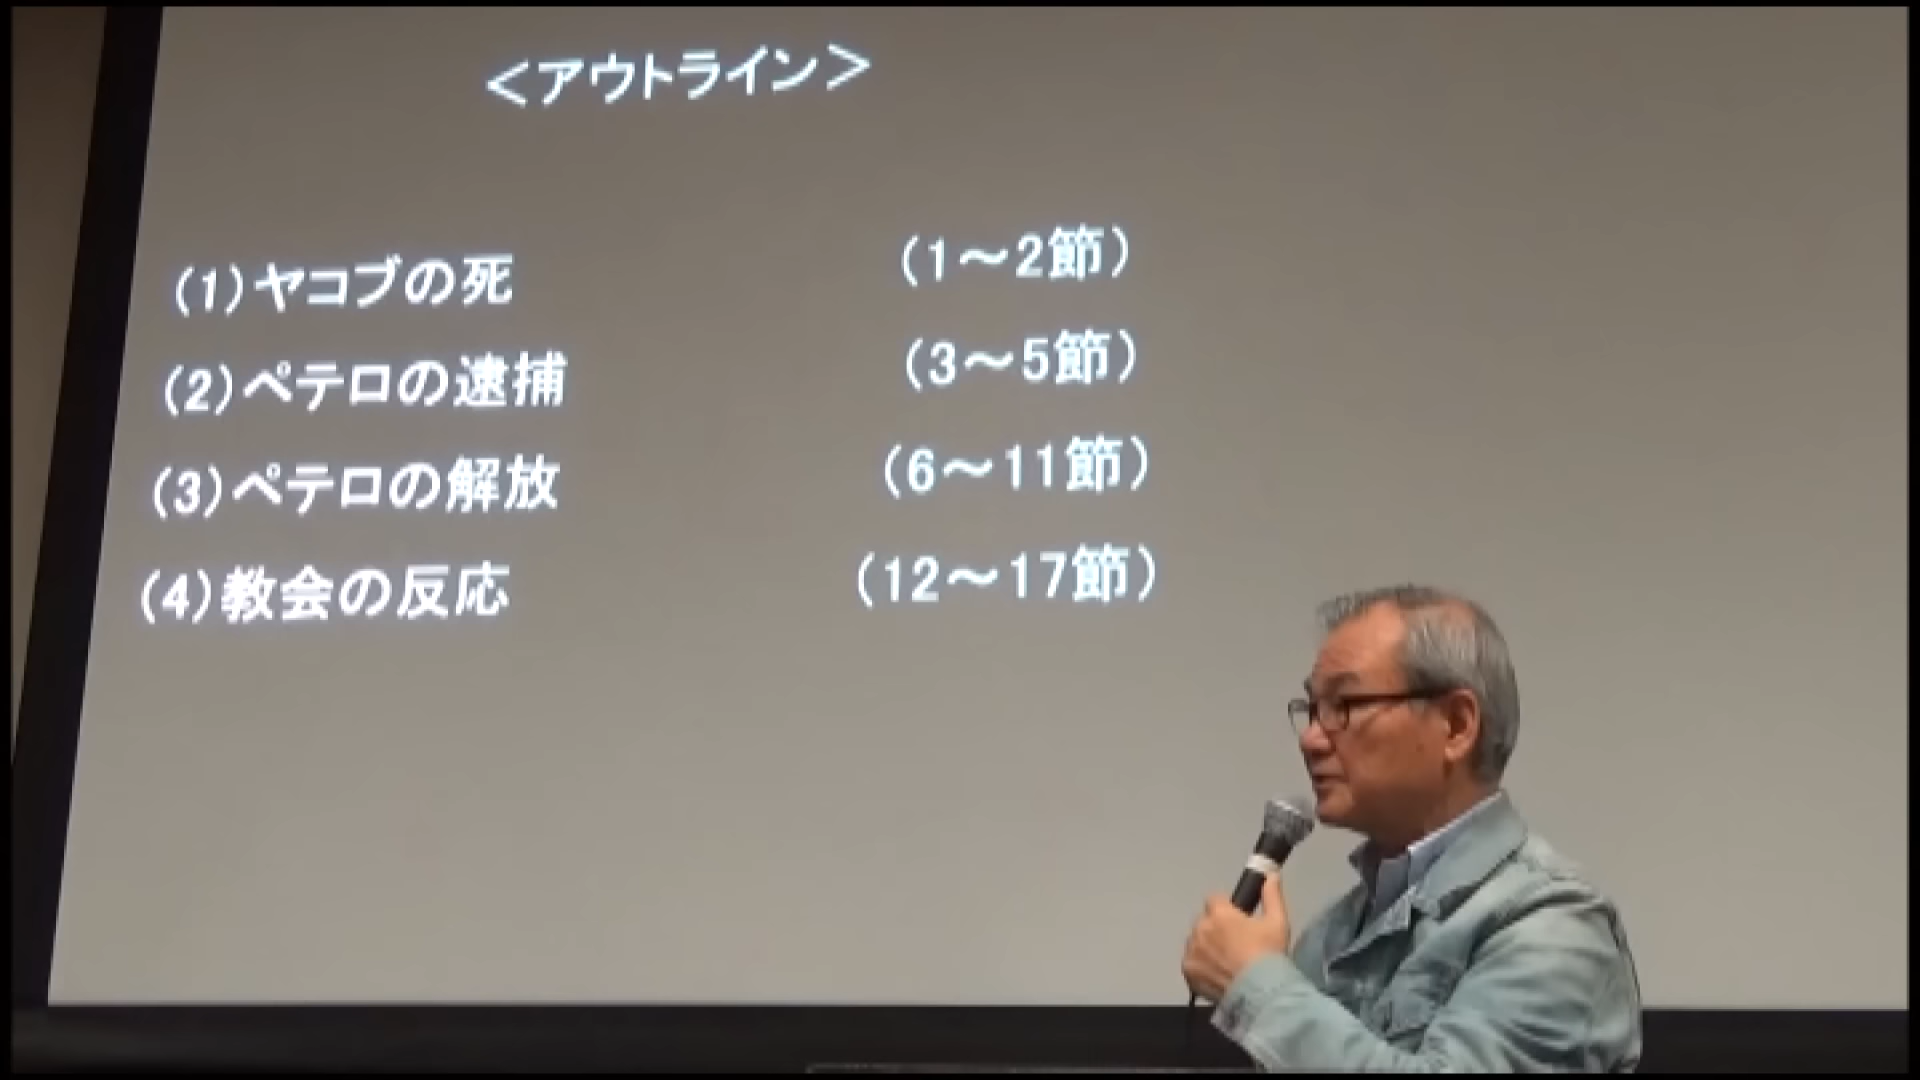 ＜アウトライン＞
(1)ヤコブの死 (1～2節)
(2)ペテロの逮捕 (3～5節)
(3)ペテロの解放 (6～11節)
(4)教会の反応 (12～17節)